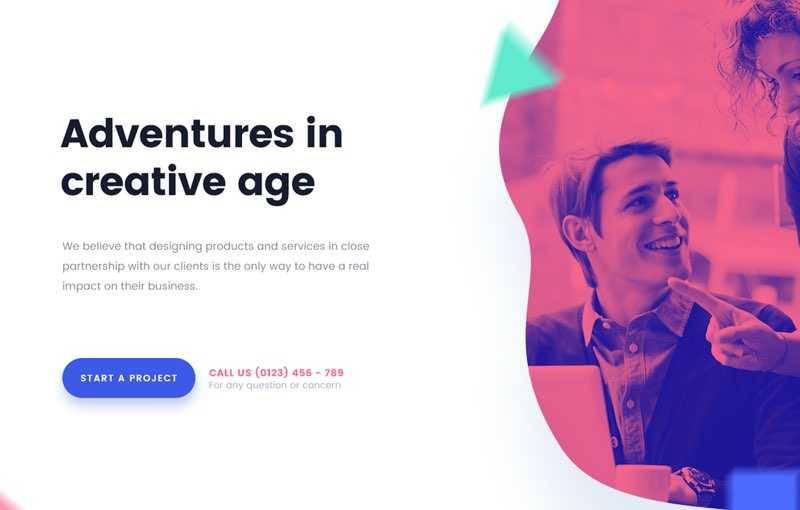 Adventures in
creative age
We believe that designing products and services in close
partnership with our clients is the only way to have a real
impact on their business.
START A PROJECT
CALL US (0123) 456 - 789
For any question or concern